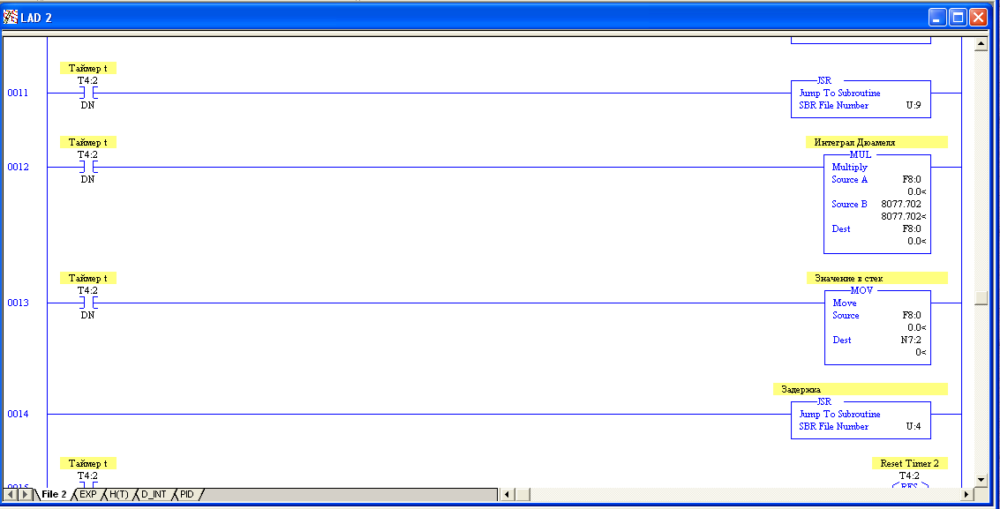 LAD 2
Таймер t
T4:2
0011
DN
JSR
Jump To Subroutine
SBR File Number U:9
Таймер t
T4:2
0012
DN
Интеграл Дюамеля
MUL
Multiply
Source A F8:0
0.0<
Source B 8077.702
8077.702<
Dest F8:0
0.0<
Таймер t
T4:2
0013
DN
Значение в стек
MOV
Move
Source F8:0
0.0<
Dest N7:2
0<
0014
Задержка
JSR
Jump To Subroutine
SBR File Number U:4
Таймер t
T4:2
0015
Reset Timer 2
T4:2
RES
File 2 EXP H(T) D_INT PID